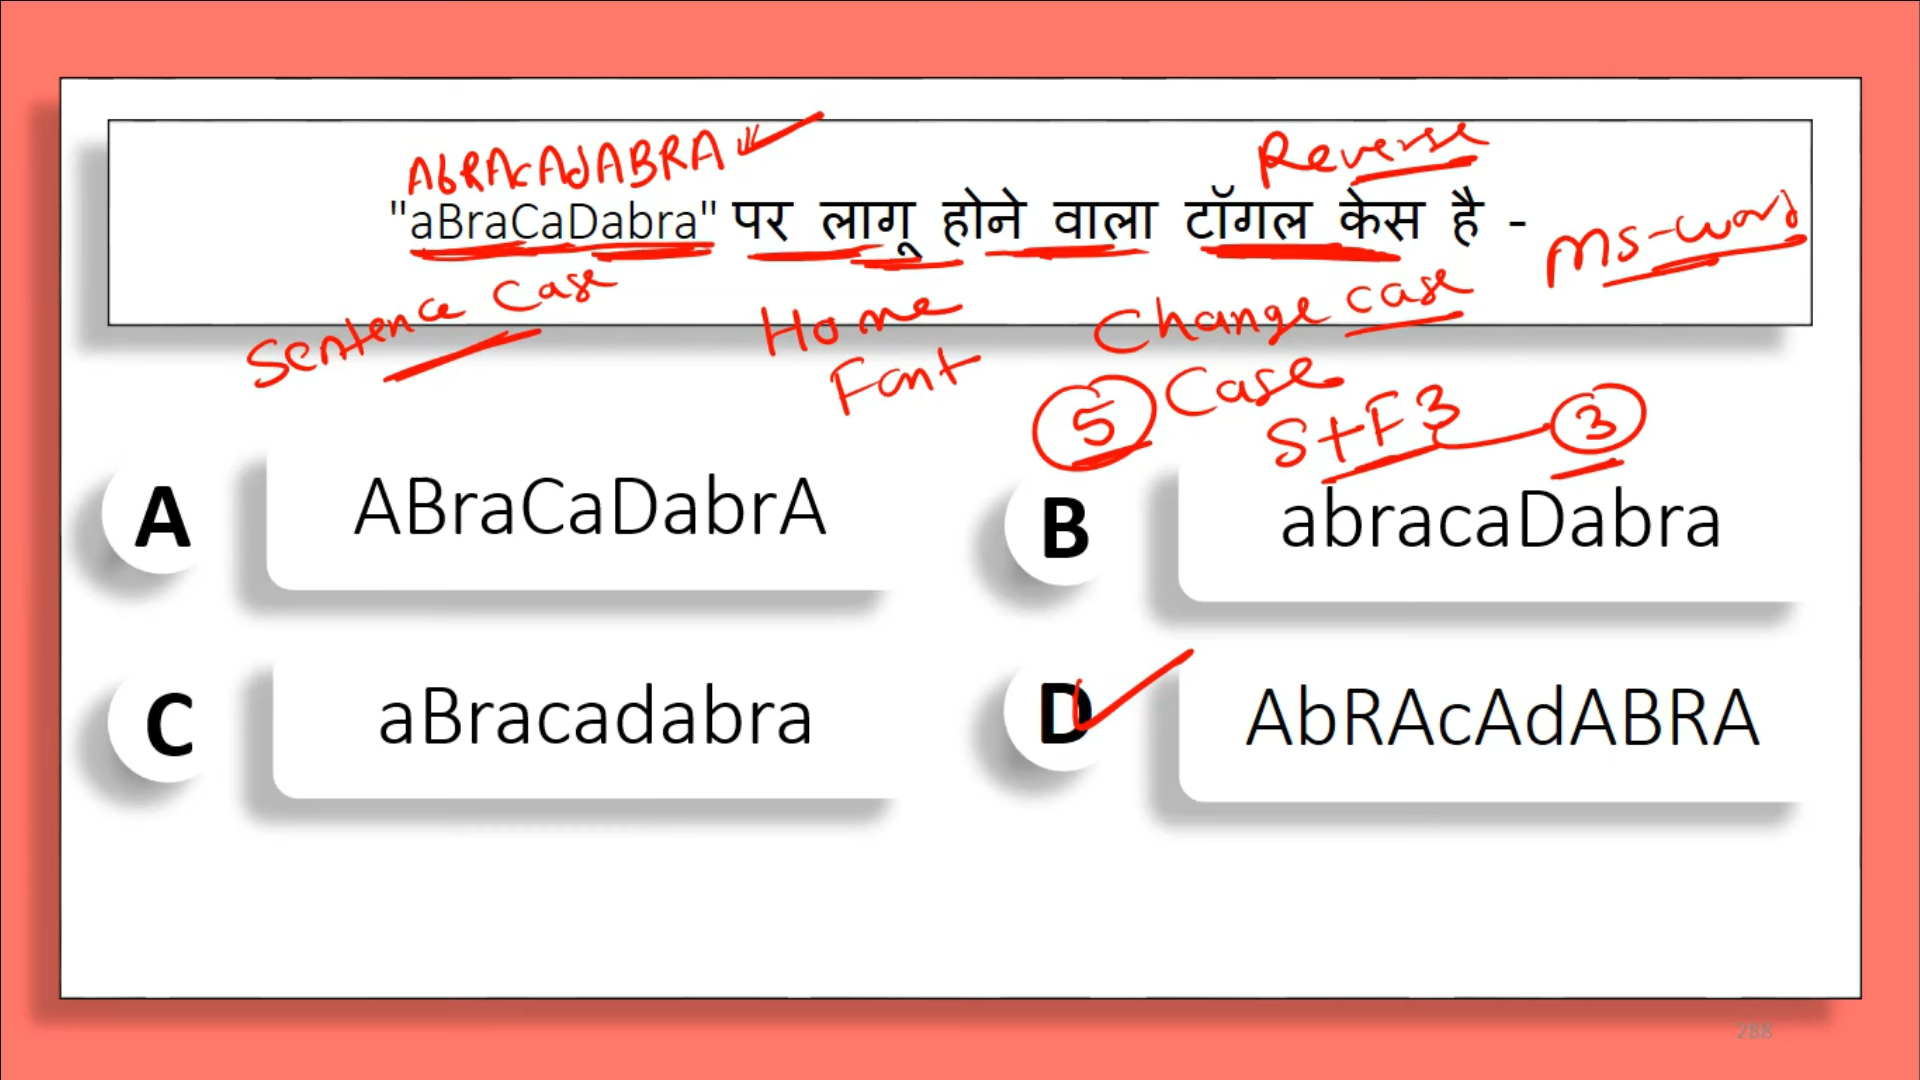 AbRAcAdABRA
Reverse
"aBraCaDabra" पर लागू होने वाला टॉगल केस है -
MS-word
Sentence Case
Home
Font
Change case
5 Case
S+F3 3
A ABraCaDabrA
B abracaDabra
C aBracadabra
D AbRAcAdABRA
288